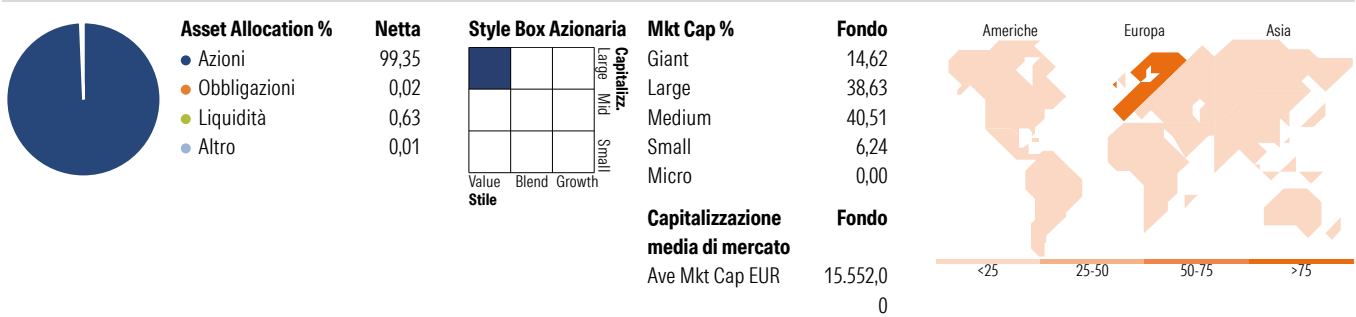 Asset Allocation % Netta
Azioni 99,35
Obbligazioni 0,02
Liquidità 0,63
Altro 0,01
Style Box Azionaria
Capitalizz.
Large Mid Small
Value Blend Growth
Stile
Mkt Cap % Fondo
Giant 14,62
Large 38,63
Medium 40,51
Small 6,24
Micro 0,00
Capitalizzazione Fondo
media di mercato
Ave Mkt Cap EUR 15.552,0
0
Americhe Europa Asia
<25 25-50 50-75 >75